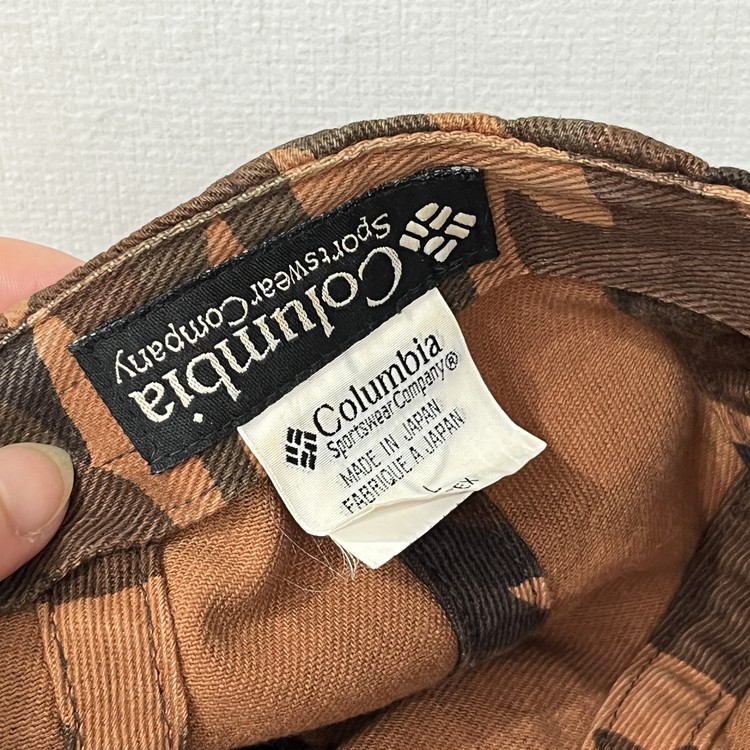 Columbia
Sportswear Company
Columbia
Sportswear Company®
MADE IN JAPAN
FABRIQUE A JAPAN
L